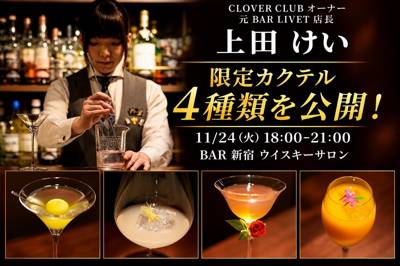 CLOVER CLUB オーナー
元 BAR LIVET 店長
上田 けい
限定カクテル
4種類を公開！
11/24(火) 18:00-21:00
BAR 新宿 ウイスキーサロン